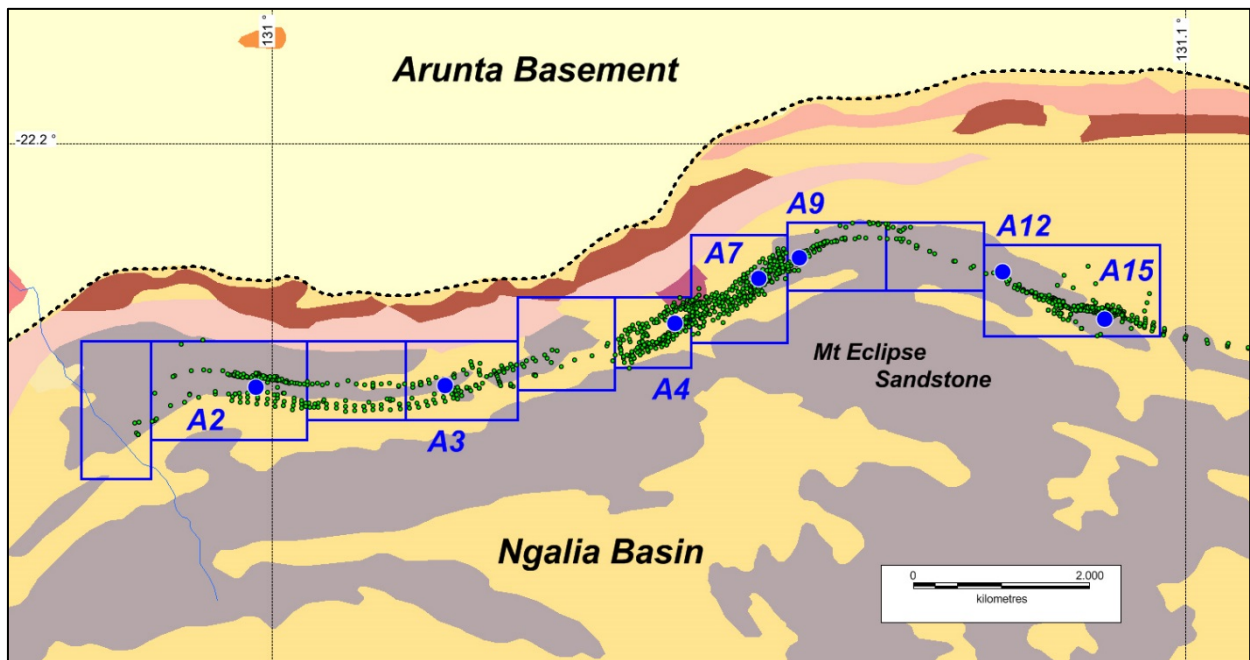 131 °
131.1 °
Arunta Basement
-22.2 °
A9
A12
A7
A15
Mt Eclipse
Sandstone
A4
A2
A3
Ngalia Basin
0
2.000
kilometres